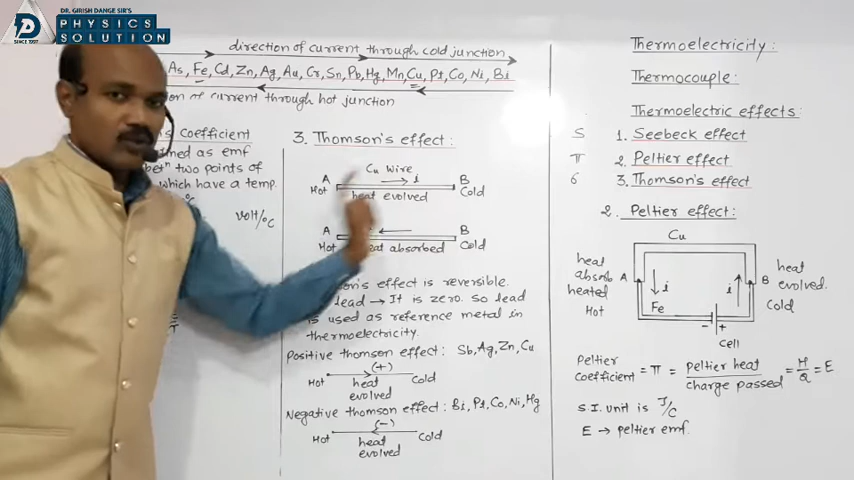 DR. GIRISH DANGE SIR'S
PHYSICS
SOLUTION
SINCE 1997
direction of current through cold junction
As, Fe, Cd, Zn, Ag, Au, Cr, Sn, Pb, Hg, Mn, Cu, Pt, Co, Ni, Bi
of current through hot junction
coefficient
as emf
betⁿ two points of
which have a temp.
volt/°C
3. Thomson's effect:
Cu wire
A B
i
Hot Cold
heat evolved
A B
Hot Cold
heat absorbed
effect is reversible.
lead → It is zero. so lead
is used as reference metal in
thermoelectricity.
Positive thomson effect: Sb, Ag, Zn, Cu
(+)
Hot Cold
heat
evolved
Negative thomson effect: Bi, Pt, Co, Ni, Hg
(-)
Hot Cold
heat
evolved
Thermoelectricity:
Thermocouple:
Thermoelectric effects:
S 1. Seebeck effect
π 2. Peltier effect
6 3. Thomson's effect
2. Peltier effect:
Cu
heat
absorb
heated
Hot
A
i
Fe
i
B
heat
evolved.
Cold
- +
Cell
Peltier
Coefficient = π = peltier heat / charge passed = H/Q = E
S.I. unit is J/C
E → peltier emf.